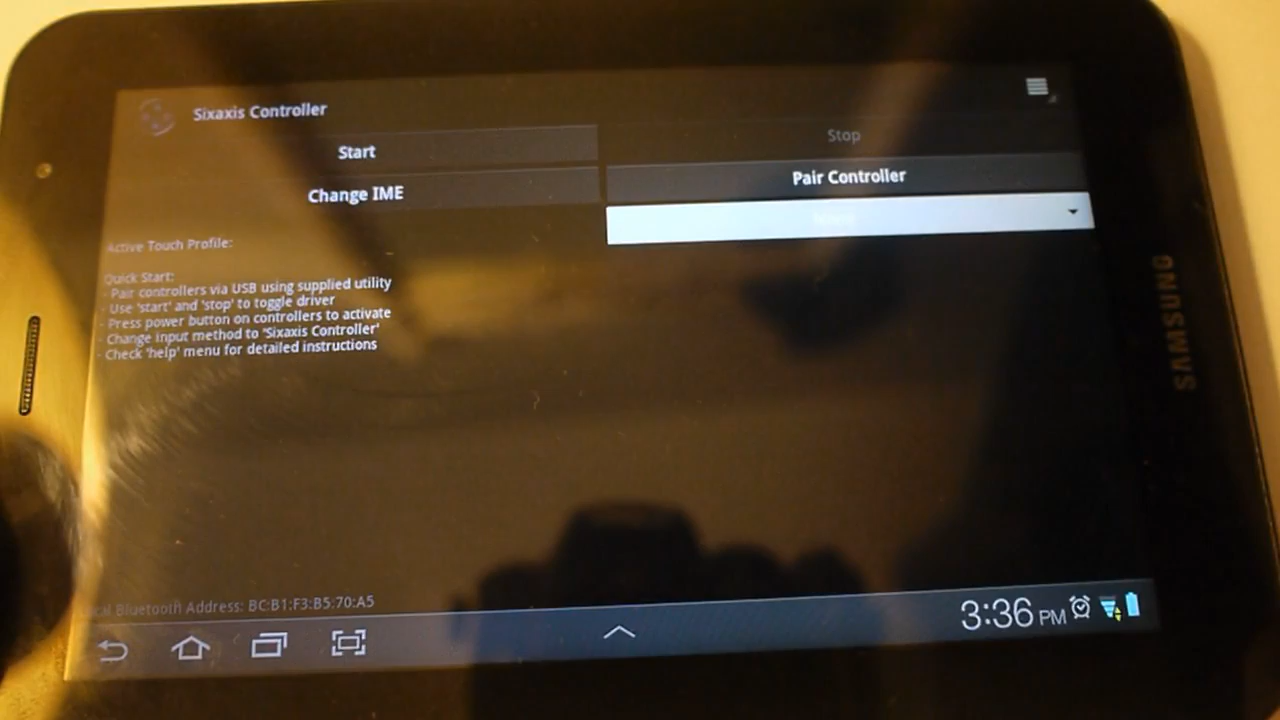 Sixaxis Controller
Start
Stop
Change IME
Pair Controller
Active Touch Profile:
Quick Start:
- Pair controllers via USB using supplied utility
- Use 'start' and 'stop' to toggle driver
- Press power button on controllers to activate
- Change input method to 'Sixaxis Controller'
- Check 'help' menu for detailed instructions
Bluetooth Address: BC:B1:F3:B5:70:A5
3:36 PM
SAMSUNG